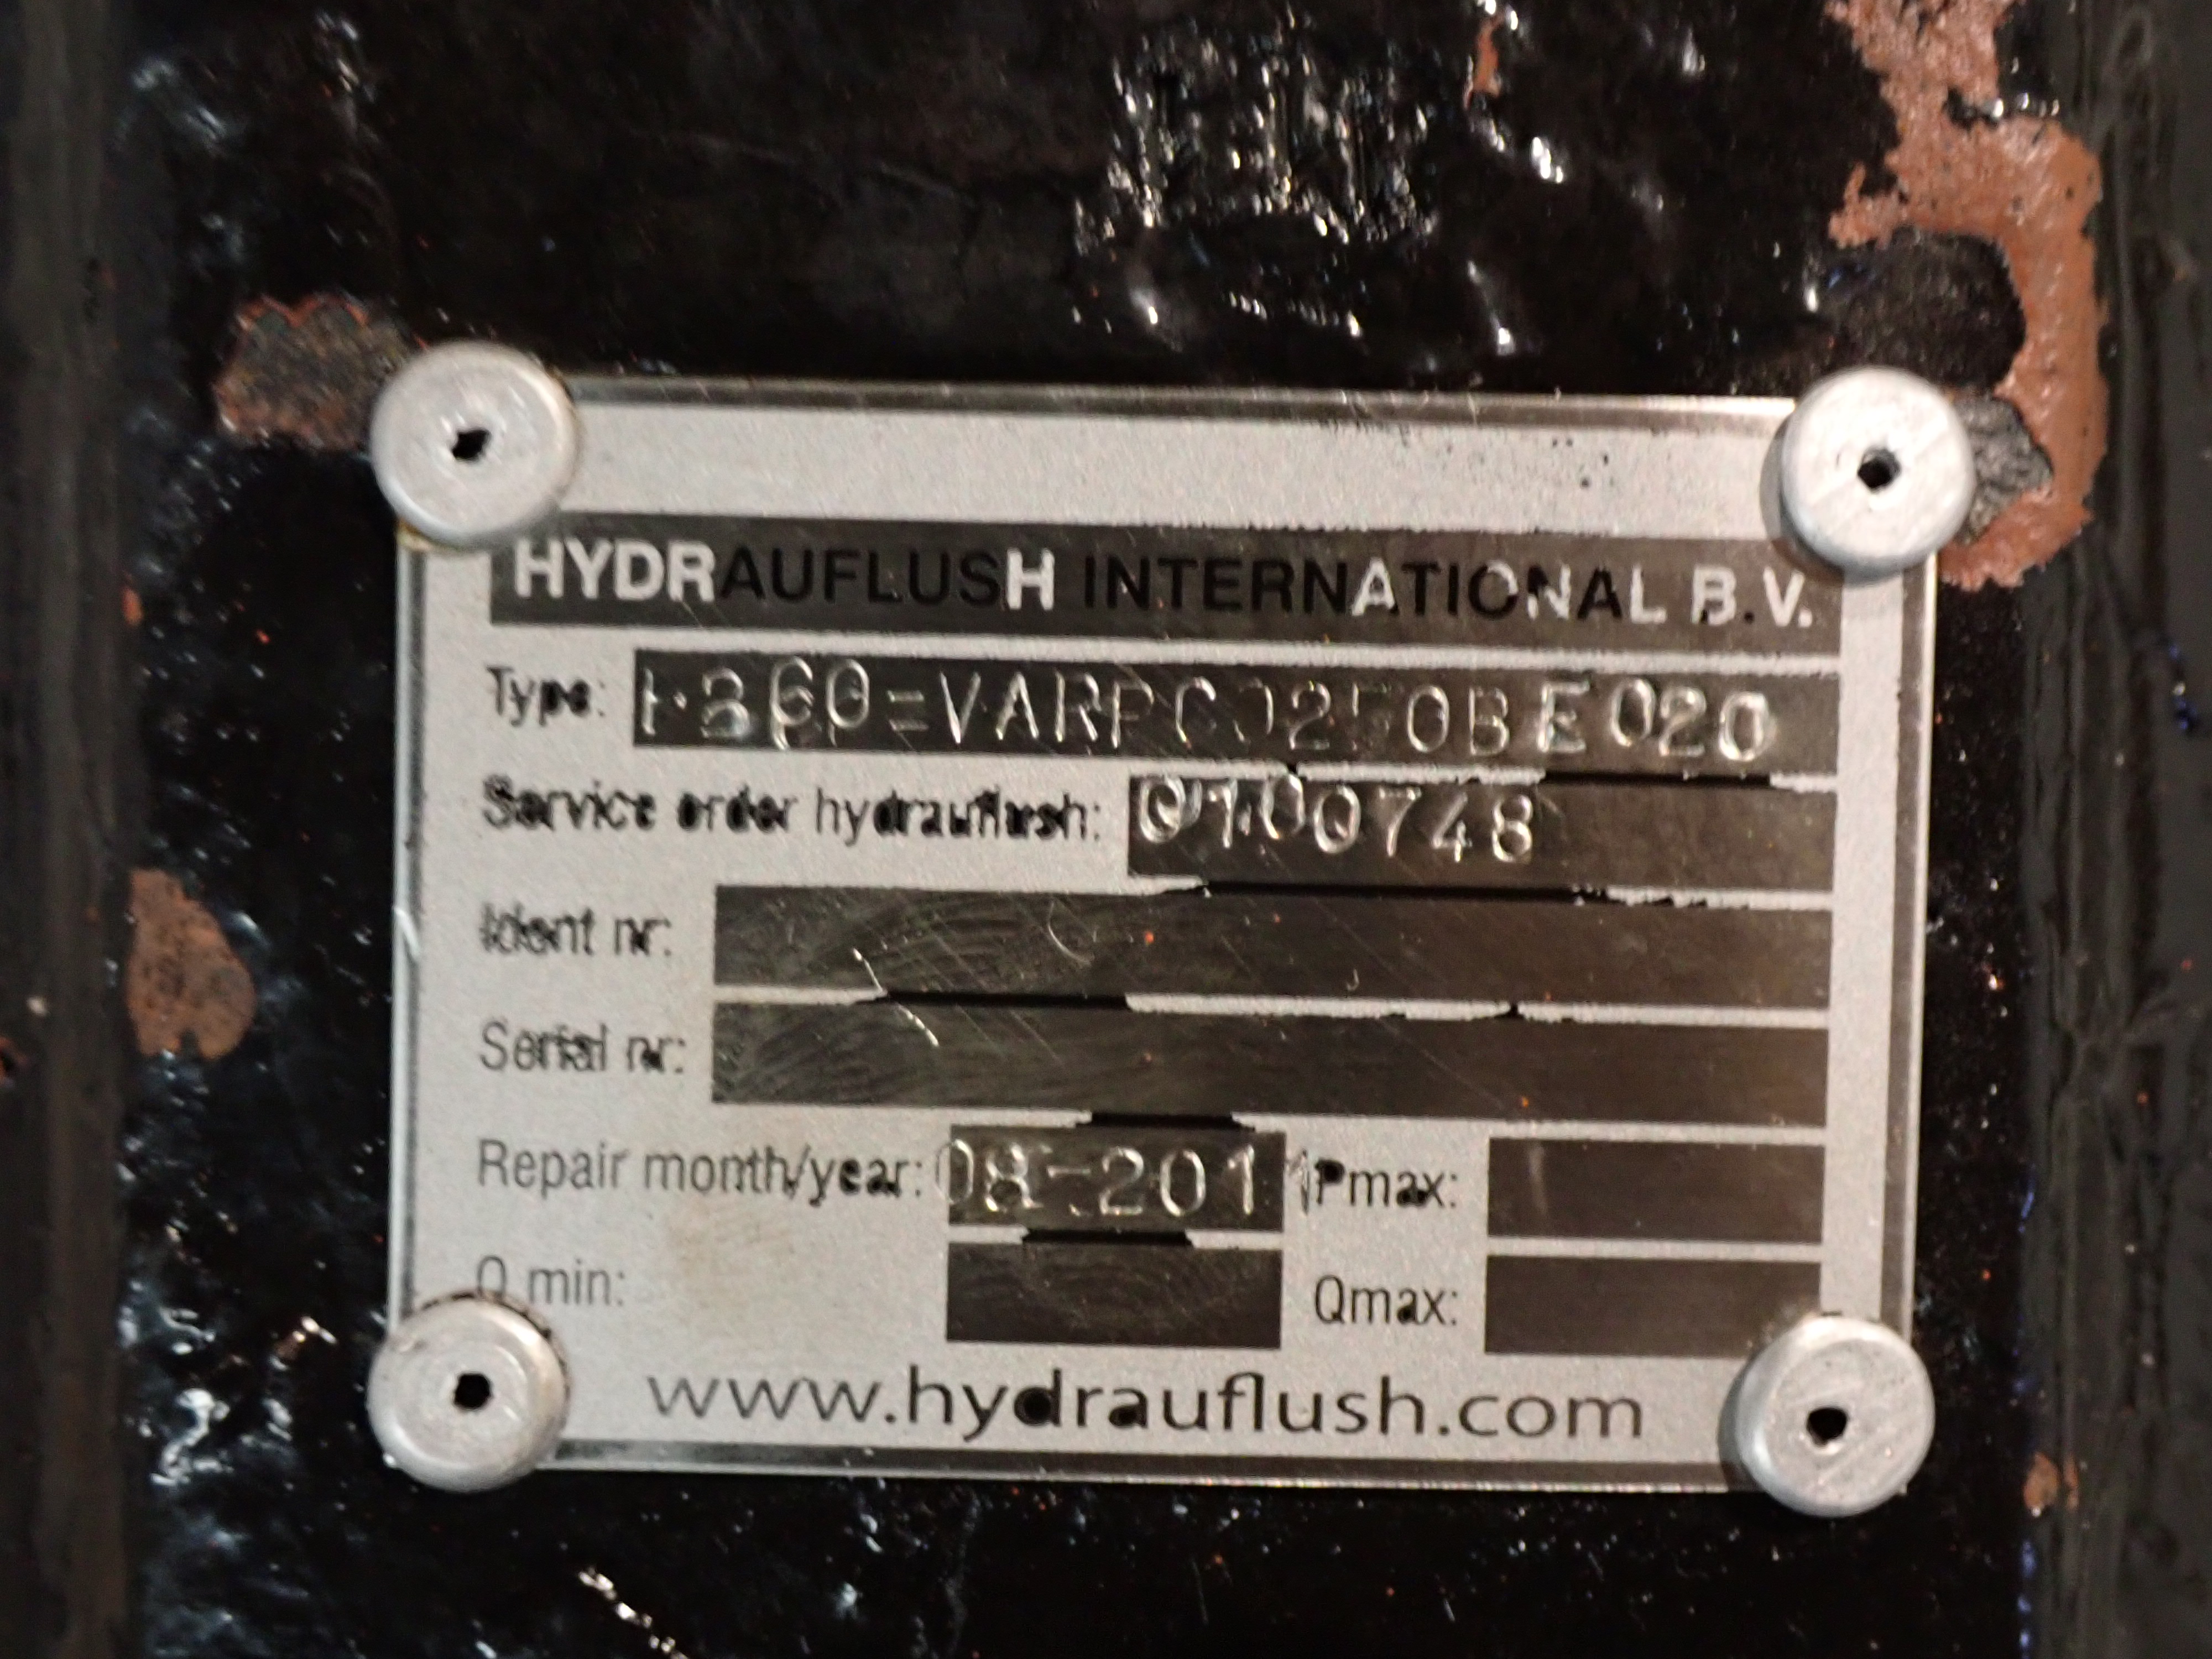 HYDRAUFLUSH INTERNATIONAL B.V.
Type:
Service order hydrauflush: 0100748
Ident nr:
Serial nr:
Repair month/year: 08-2011 Pmax:
Q min: Qmax:
www.hydrauflush.com